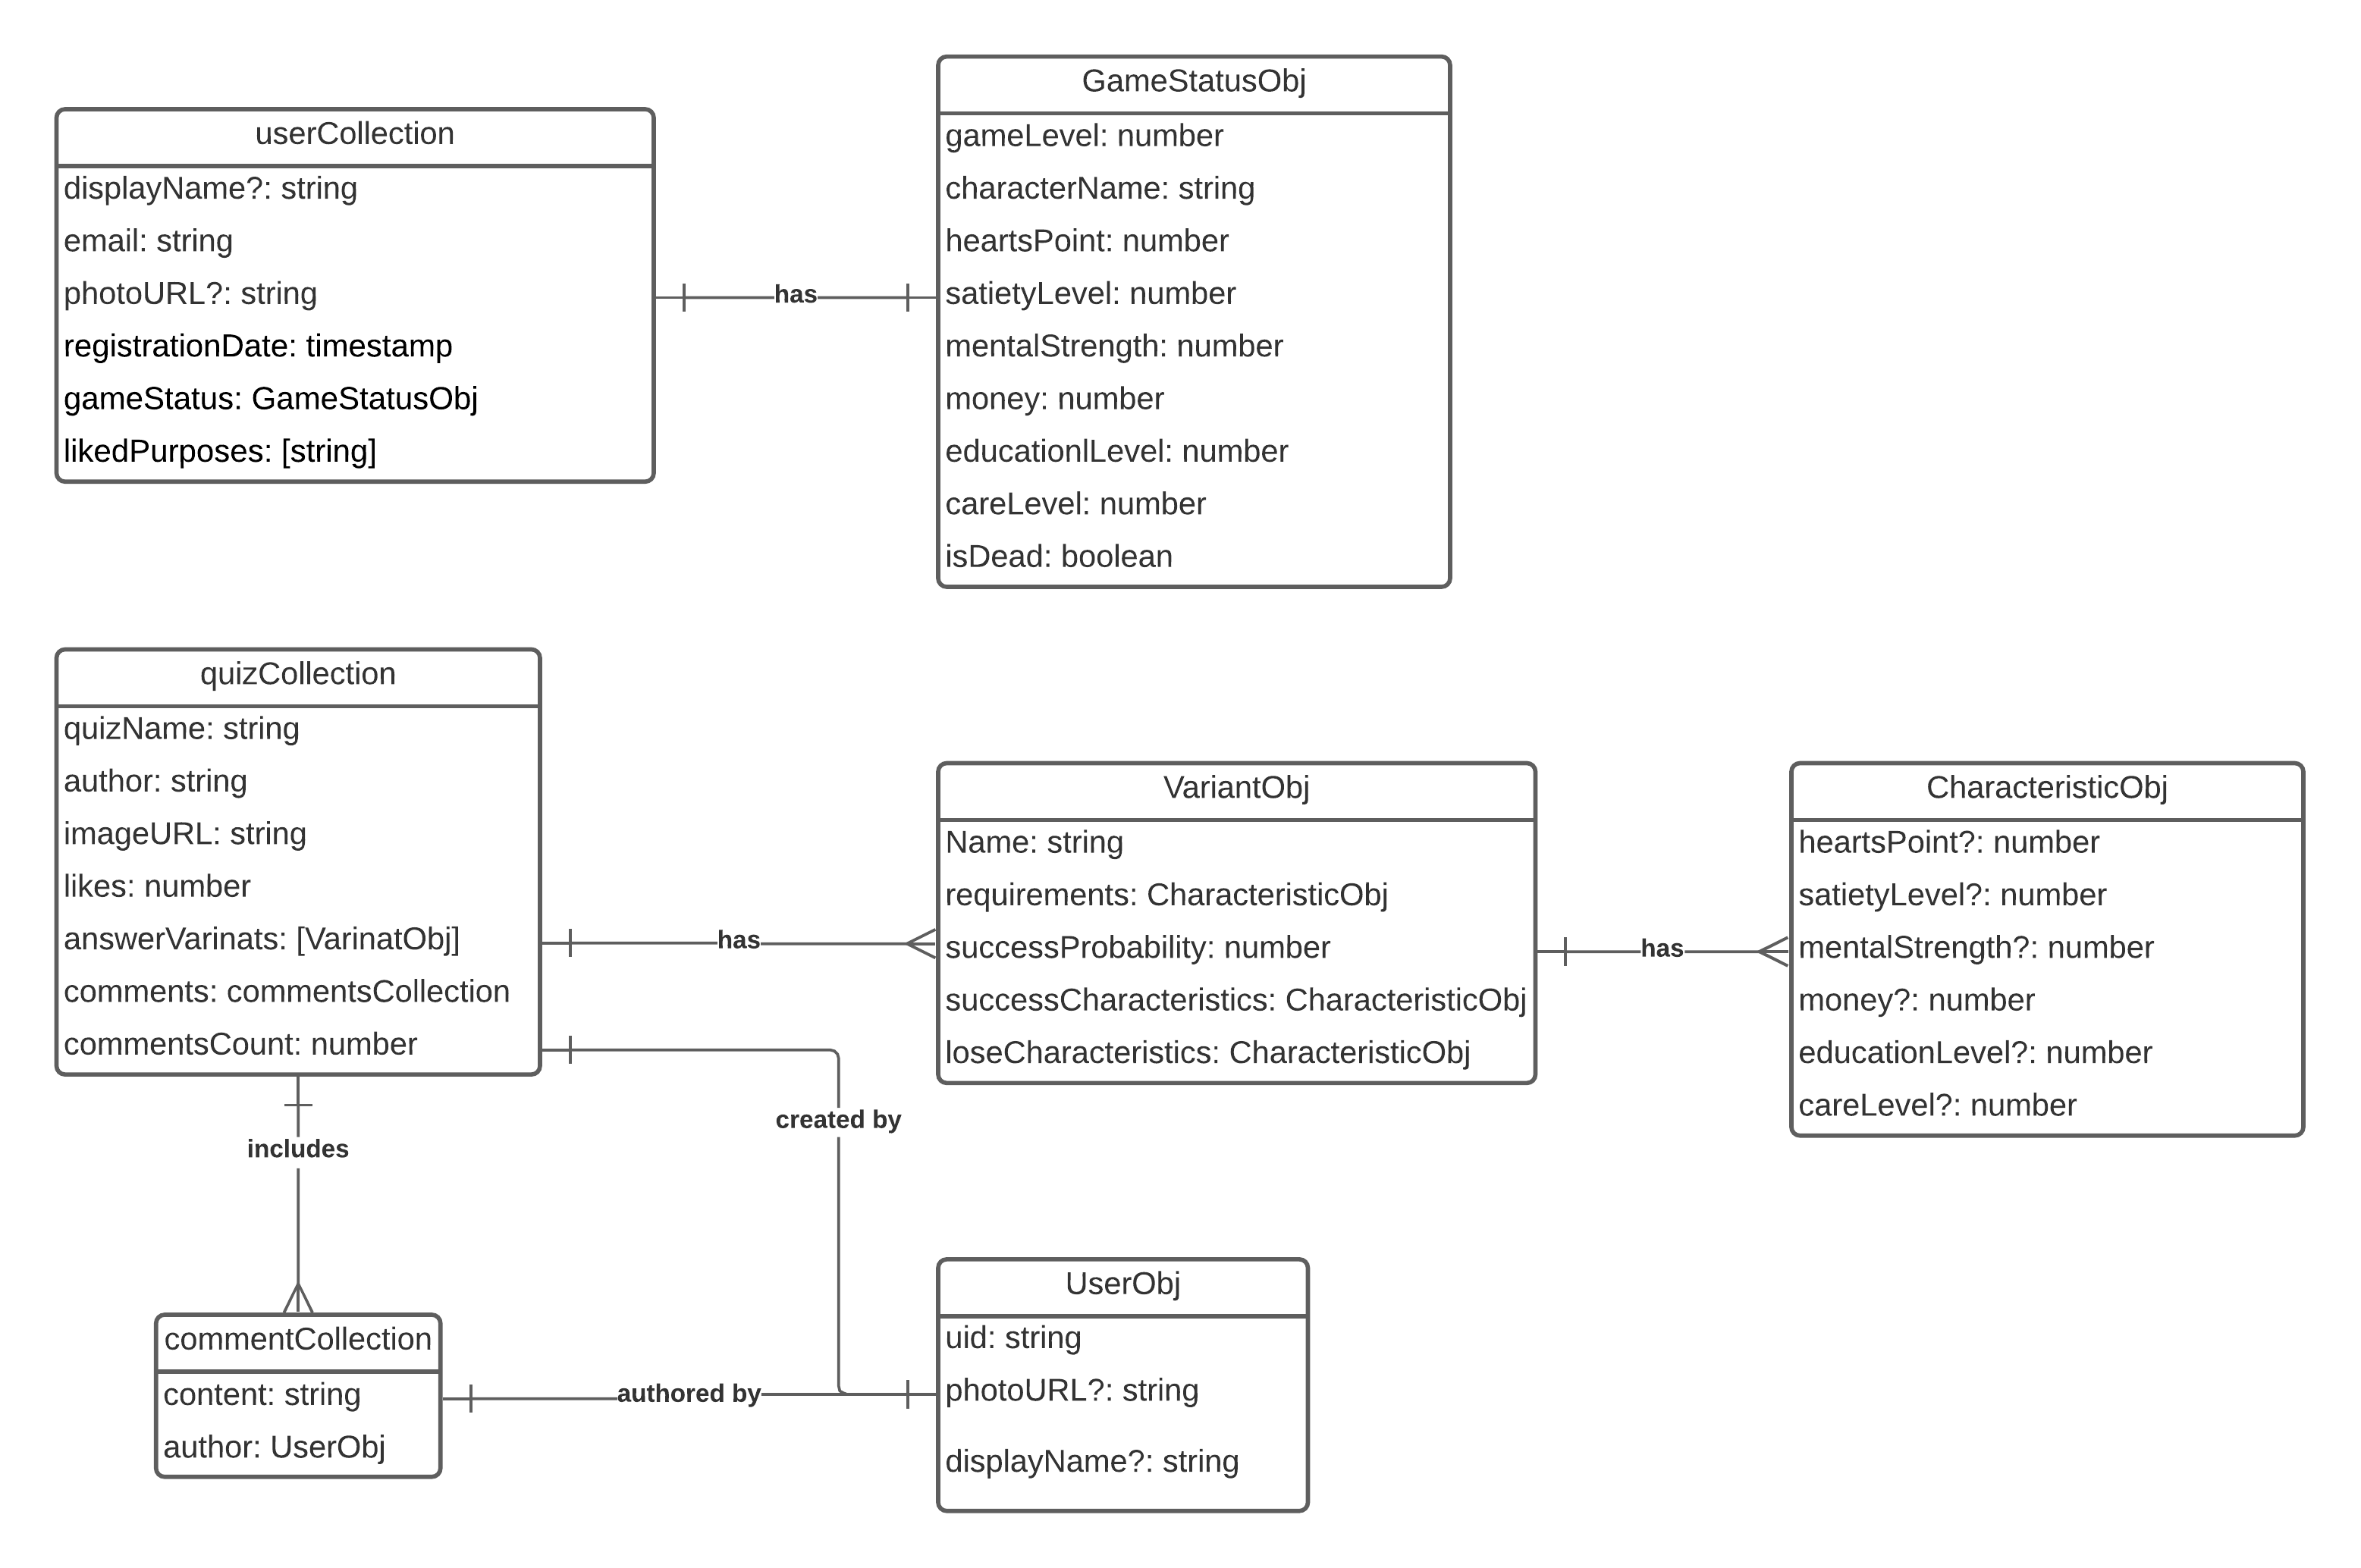 GameStatusObj
gameLevel: number
characterName: string
heartsPoint: number
satietyLevel: number
mentalStrength: number
money: number
educationlLevel: number
careLevel: number
isDead: boolean
userCollection
displayName?: string
email: string
photoURL?: string
registrationDate: timestamp
gameStatus: GameStatusObj
likedPurposes: [string]
has
quizCollection
quizName: string
author: string
imageURL: string
likes: number
answerVarinats: [VarinatObj]
comments: commentsCollection
commentsCount: number
has
VariantObj
Name: string
requirements: CharacteristicObj
successProbability: number
successCharacteristics: CharacteristicObj
loseCharacteristics: CharacteristicObj
has
CharacteristicObj
heartsPoint?: number
satietyLevel?: number
mentalStrength?: number
money?: number
educationLevel?: number
careLevel?: number
created by
includes
commentCollection
content: string
author: UserObj
authored by
UserObj
uid: string
photoURL?: string
displayName?: string